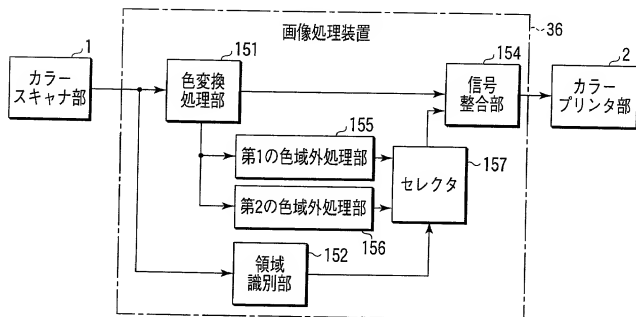 画像処理装置
36
1
カラー
スキャナ部
151
色変換
処理部
154
信号
整合部
2
カラー
プリンタ部
155
第1の色域外処理部
157
セレクタ
第2の色域外処理部
156
152
領域
識別部